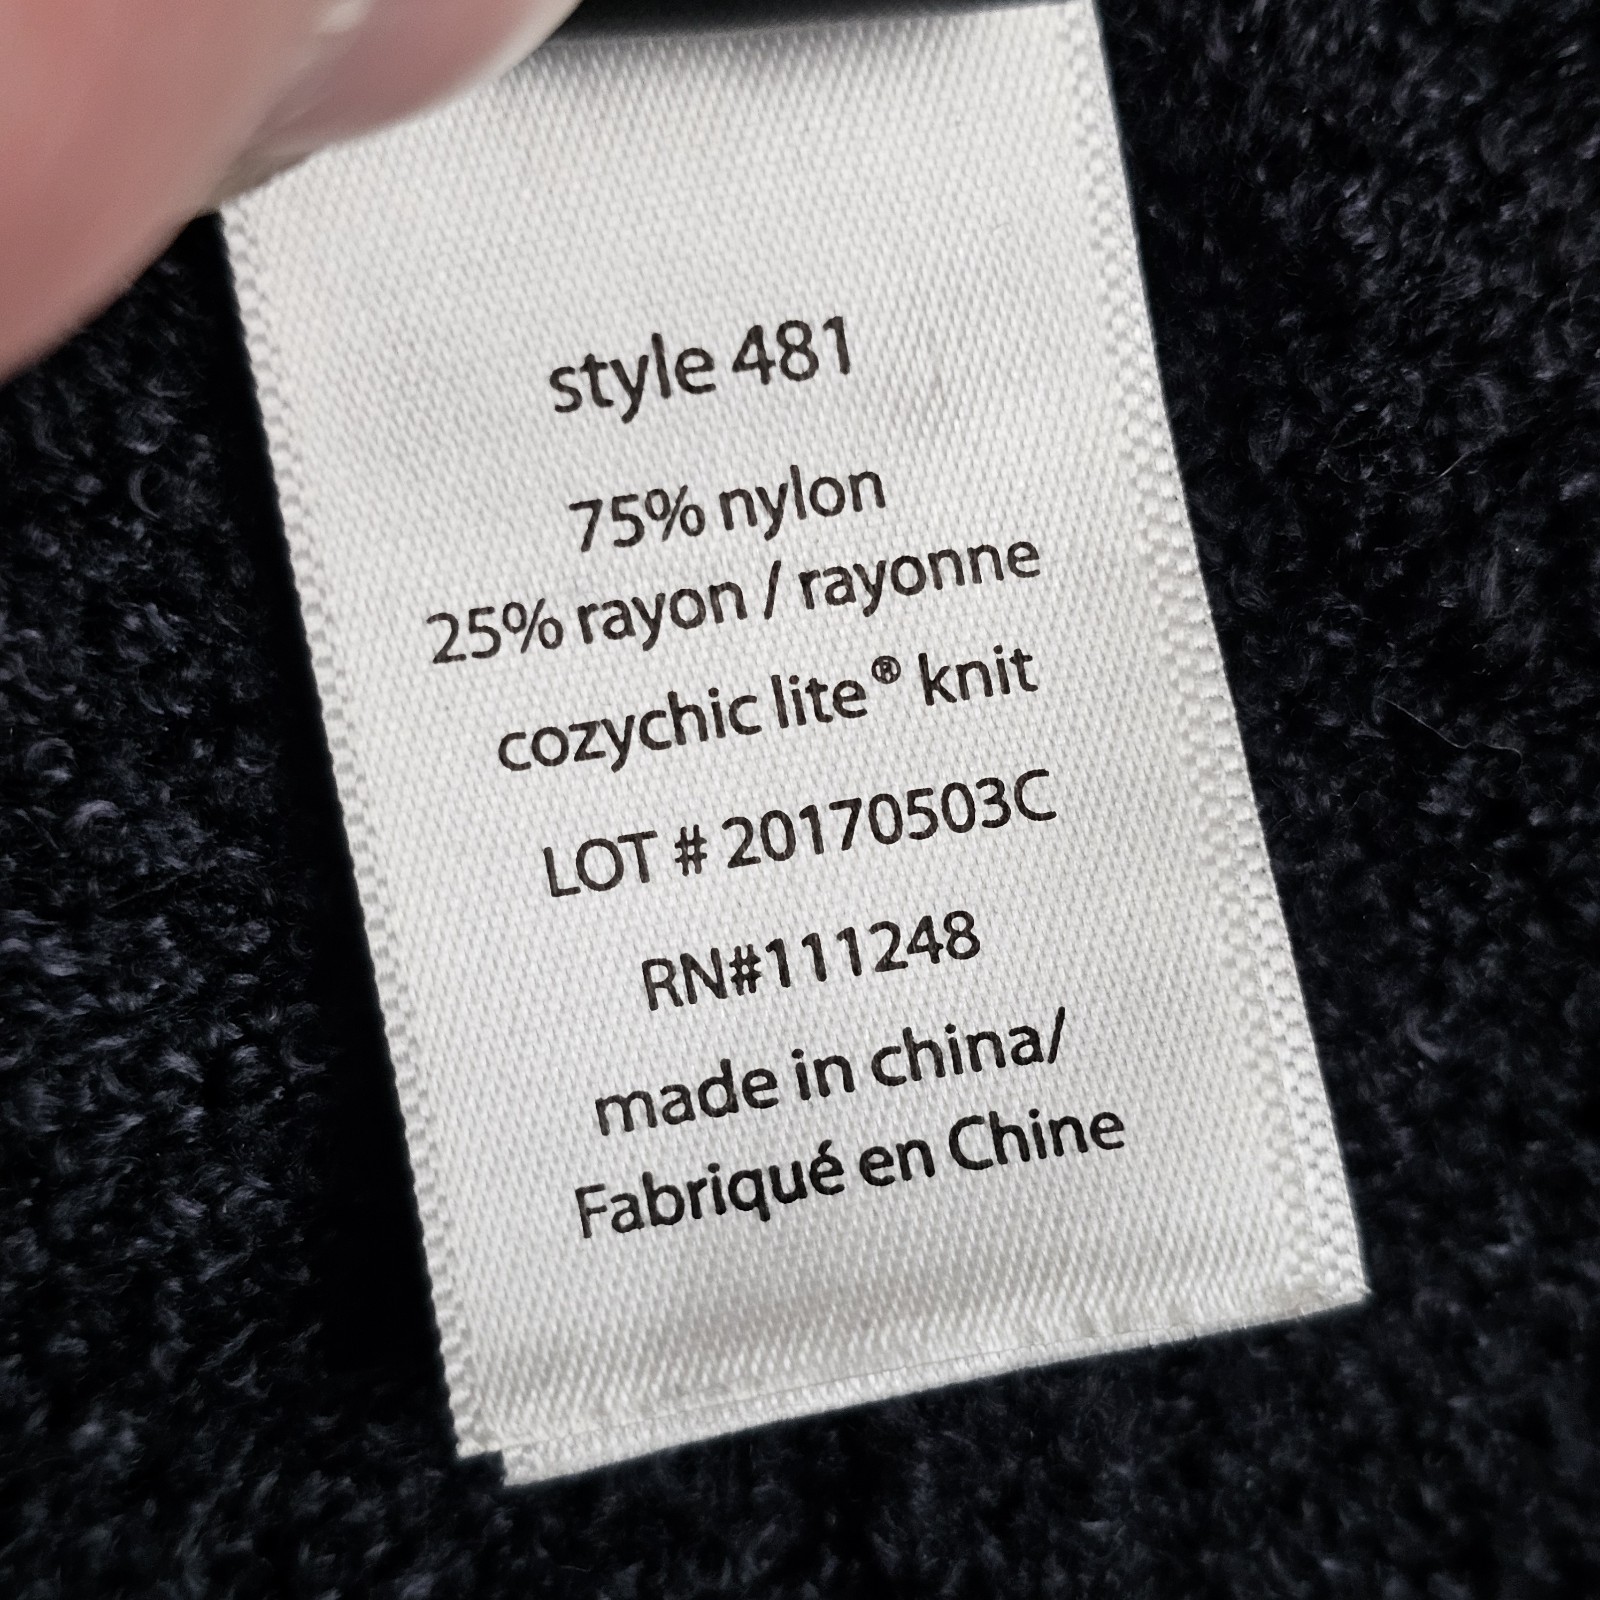 style 481
75% nylon
25% rayon / rayonne
cozychic lite® knit
LOT # 20170503C
RN#111248
made in china/
Fabriqué en Chine